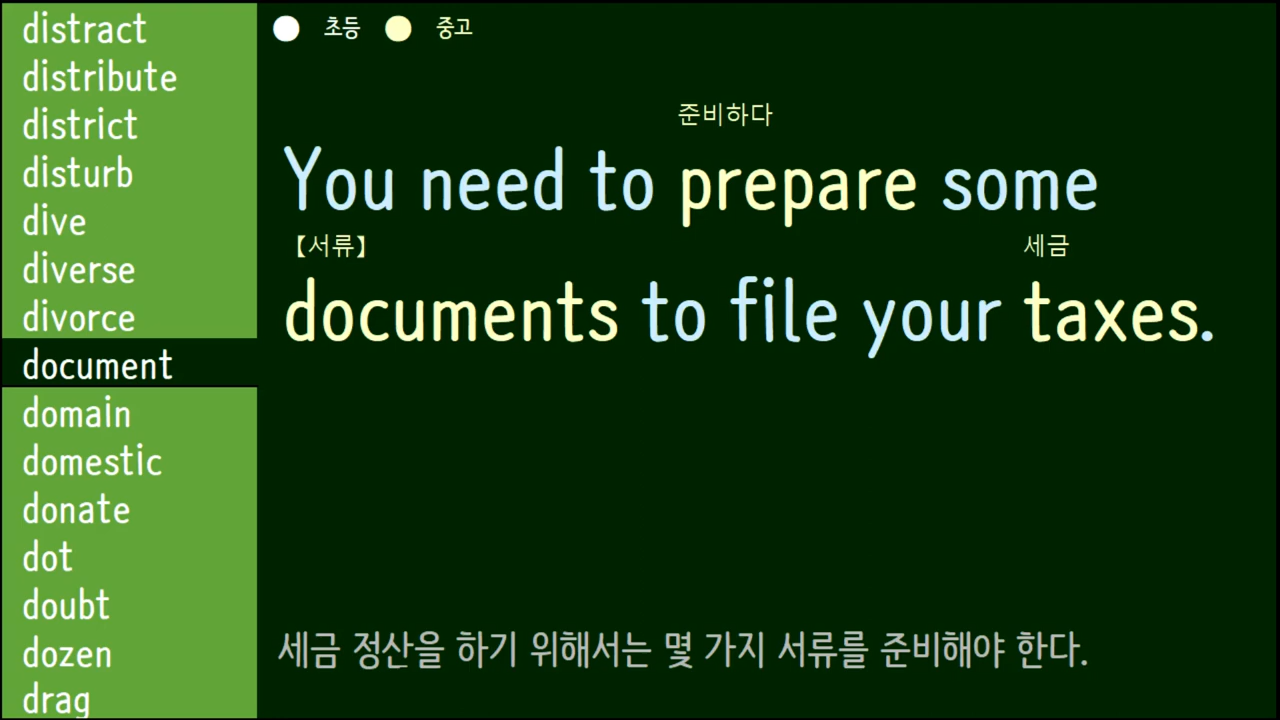 distract
distribute
district
disturb
dive
diverse
divorce
document
domain
domestic
donate
dot
doubt
dozen
drag
초등 중고
준비하다
You need to prepare some
【서류】 세금
documents to file your taxes.
세금 정산을 하기 위해서는 몇 가지 서류를 준비해야 한다.